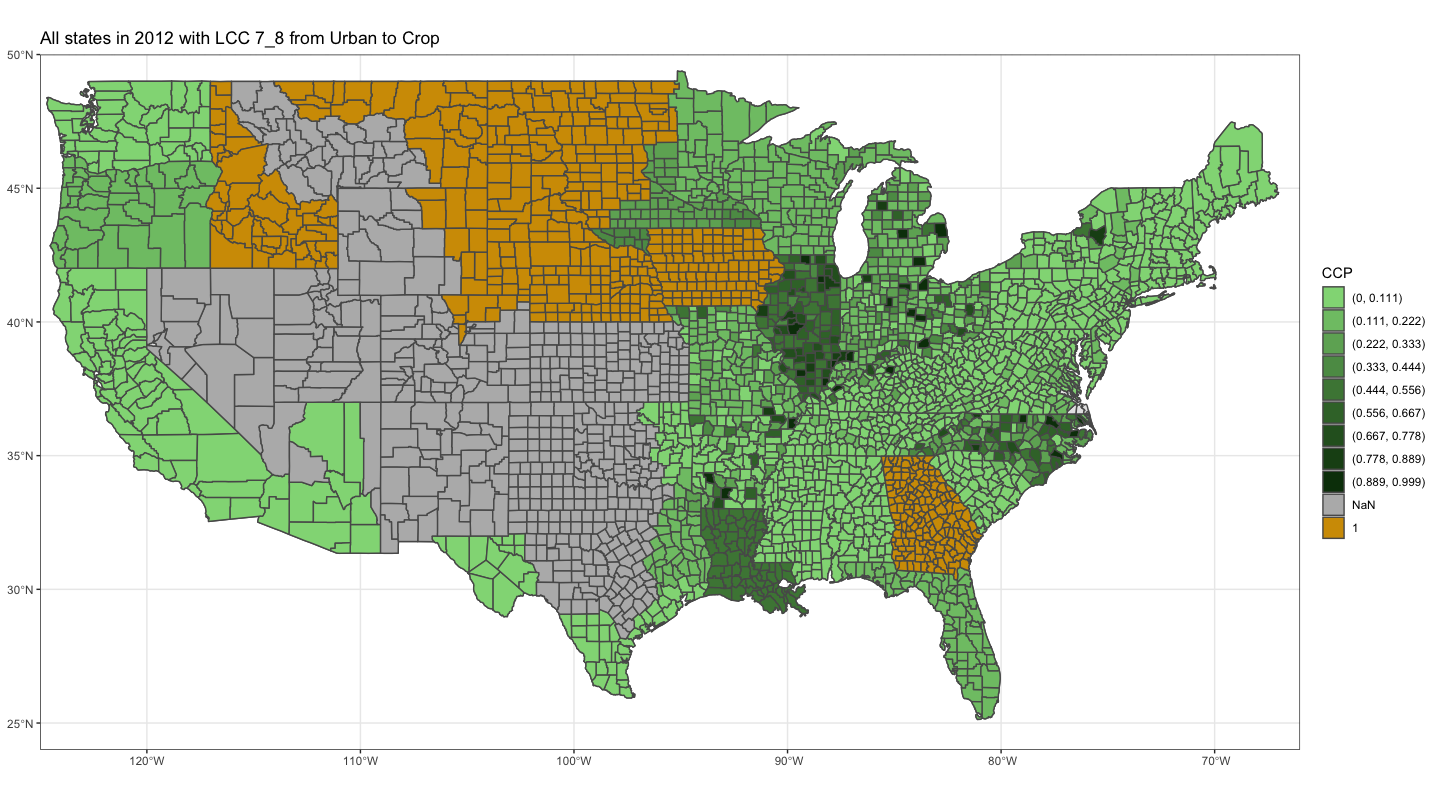 All states in 2012 with LCC 7_8 from Urban to Crop
50°N
45°N
40°N
35°N
30°N
25°N
120°W
110°W
100°W
90°W
80°W
70°W
CCP
(0, 0.111)
(0.111, 0.222)
(0.222, 0.333)
(0.333, 0.444)
(0.444, 0.556)
(0.556, 0.667)
(0.667, 0.778)
(0.778, 0.889)
(0.889, 0.999)
NaN
1